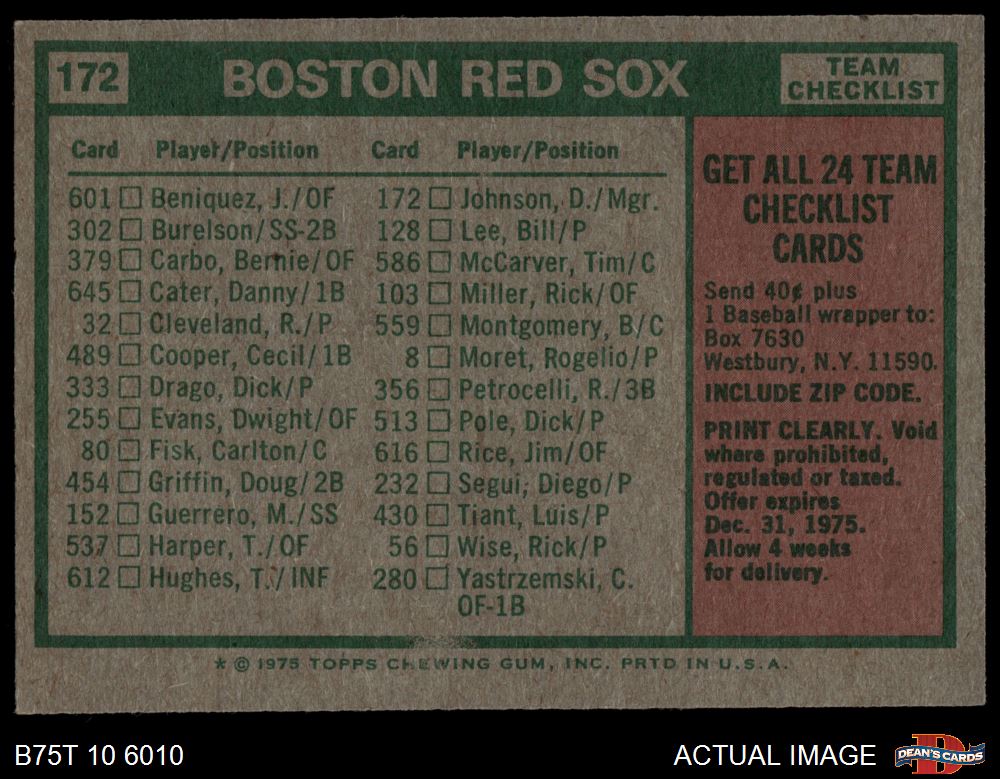 172
BOSTON RED SOX
TEAM
CHECKLIST
Card Player/Position
601 Beniquez, J./OF
302 Burelson/SS-2B
379 Carbo, Bernie/OF
645 Cater, Danny/1B
32 Cleveland, R./P
489 Cooper, Cecil/1B
333 Drago, Dick/P
255 Evans, Dwight/OF
80 Fisk, Carlton/C
454 Griffin, Doug/2B
152 Guerrero, M./SS
537 Harper, T./OF
612 Hughes, T./INF
Card Player/Position
172 Johnson, D./Mgr.
128 Lee, Bill/P
586 McCarver, Tim/C
103 Miller, Rick/OF
559 Montgomery, B/C
8 Moret, Rogelio/P
356 Petrocelli, R./3B
513 Pole, Dick/P
616 Rice, Jim/OF
232 Segui, Diego/P
430 Tiant, Luis/P
56 Wise, Rick/P
280 Yastrzemski, C.
OF-1B
GET ALL 24 TEAM
CHECKLIST
CARDS
Send 40¢ plus
1 Baseball wrapper to:
Box 7630
Westbury, N.Y. 11590.
INCLUDE ZIP CODE.
PRINT CLEARLY. Void
where prohibited,
regulated or taxed.
Offer expires
Dec. 31, 1975.
Allow 4 weeks
for delivery.
* © 1975 TOPPS CHEWING GUM, INC. PRTD IN U.S.A.
B75T 10 6010
ACTUAL IMAGE
DEAN'S CARDS